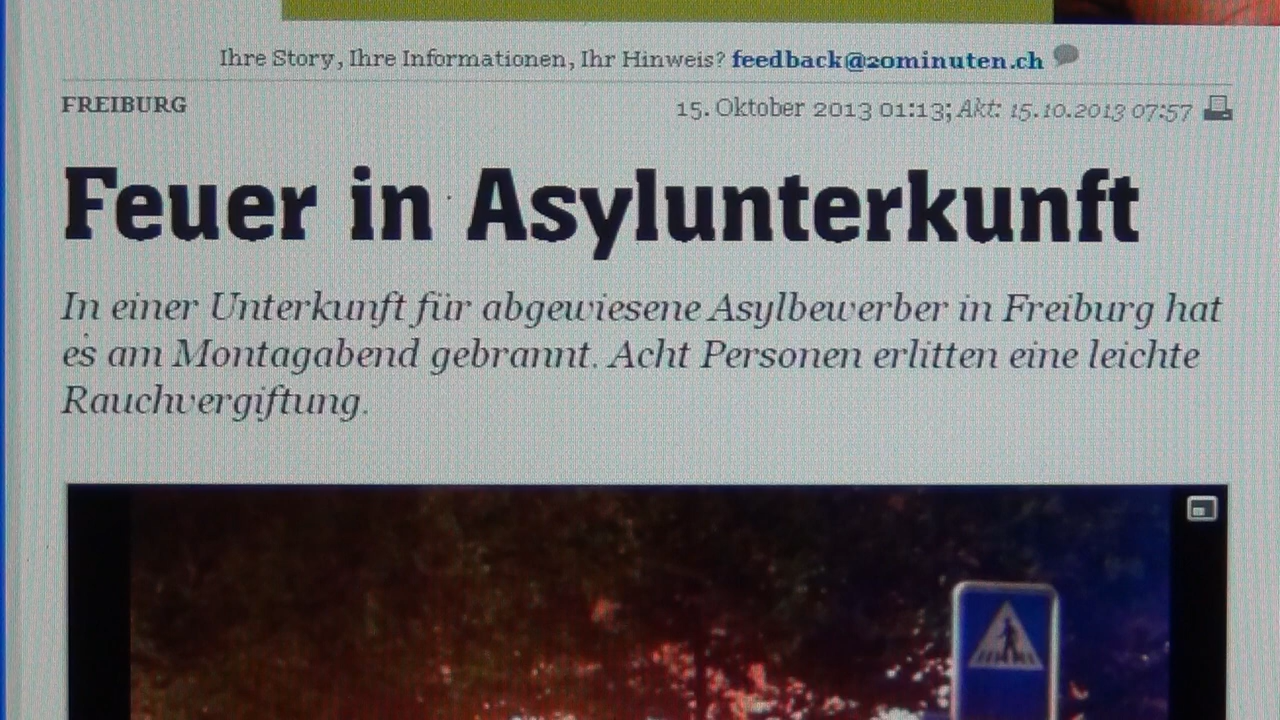 Ihre Story, Ihre Informationen, Ihr Hinweis? feedback@20minuten.ch
FREIBURG
15. Oktober 2013 01:13; Akt: 15.10.2013 07:57
Feuer in Asylunterkunft
In einer Unterkunft für abgewiesene Asylbewerber in Freiburg hat
es am Montagabend gebrannt. Acht Personen erlitten eine leichte
Rauchvergiftung.